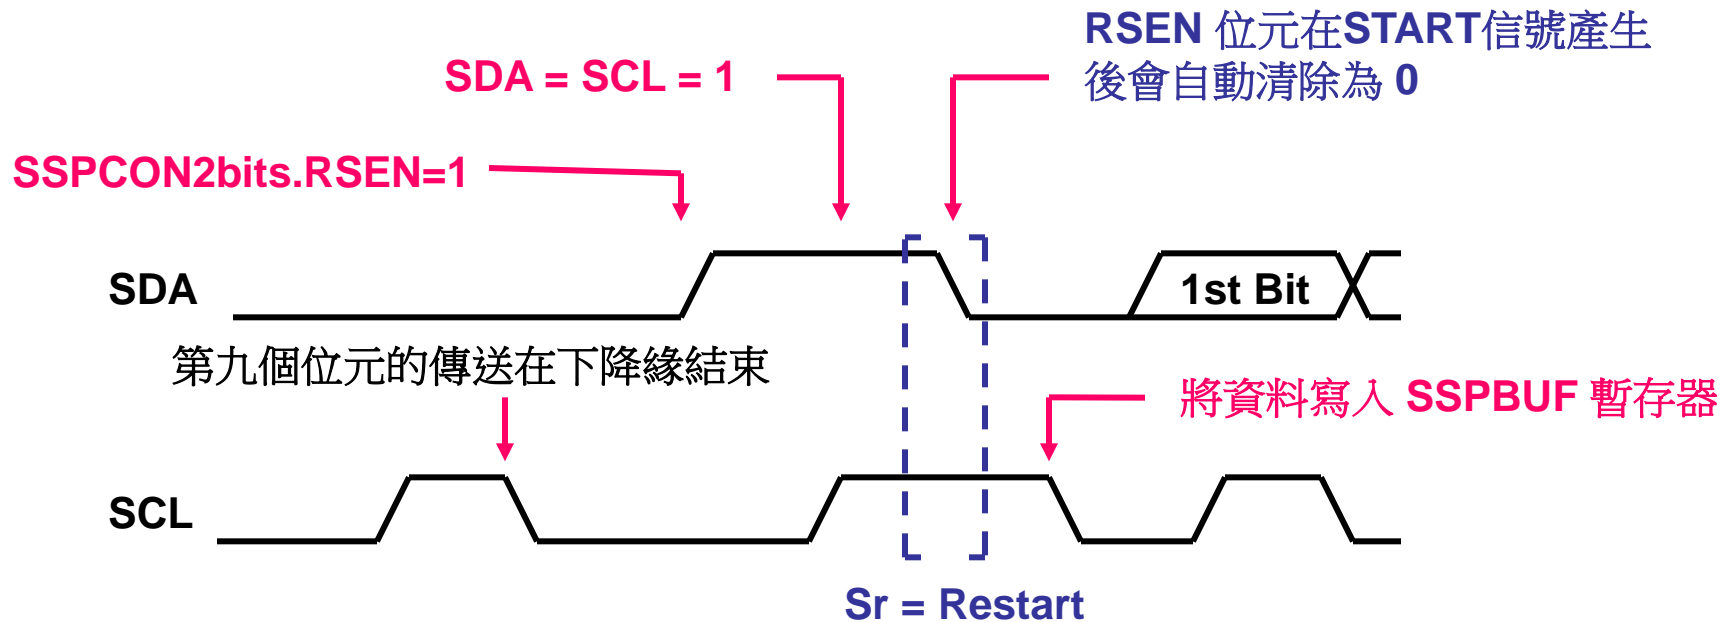 RSEN 位元在START信號產生
後會自動清除為 0
SDA = SCL = 1
SSPCON2bits.RSEN=1
SDA
1st Bit
第九個位元的傳送在下降緣結束
將資料寫入 SSPBUF 暫存器
SCL
Sr = Restart